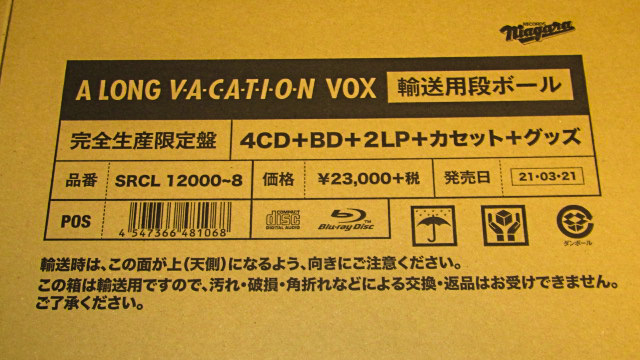 Niagara
A LONG V·A·C·A·T·I·O·N VOX 輸送用段ボール
完全生産限定盤 4CD+BD+2LP+カセット+グッズ
品番 SRCL 12000~8 価格 ¥23,000+税 発売日 21·03·21
POS 4 547366 481068 COMPACT disc DIGITAL AUDIO Blu-ray Disc™ ダンボール
輸送時は、この面が上(天側)になるよう、向きにご注意ください。
この箱は輸送用ですので、汚れ・破損・角折れなどによる交換・返品はお受けできません。
ご了承ください。